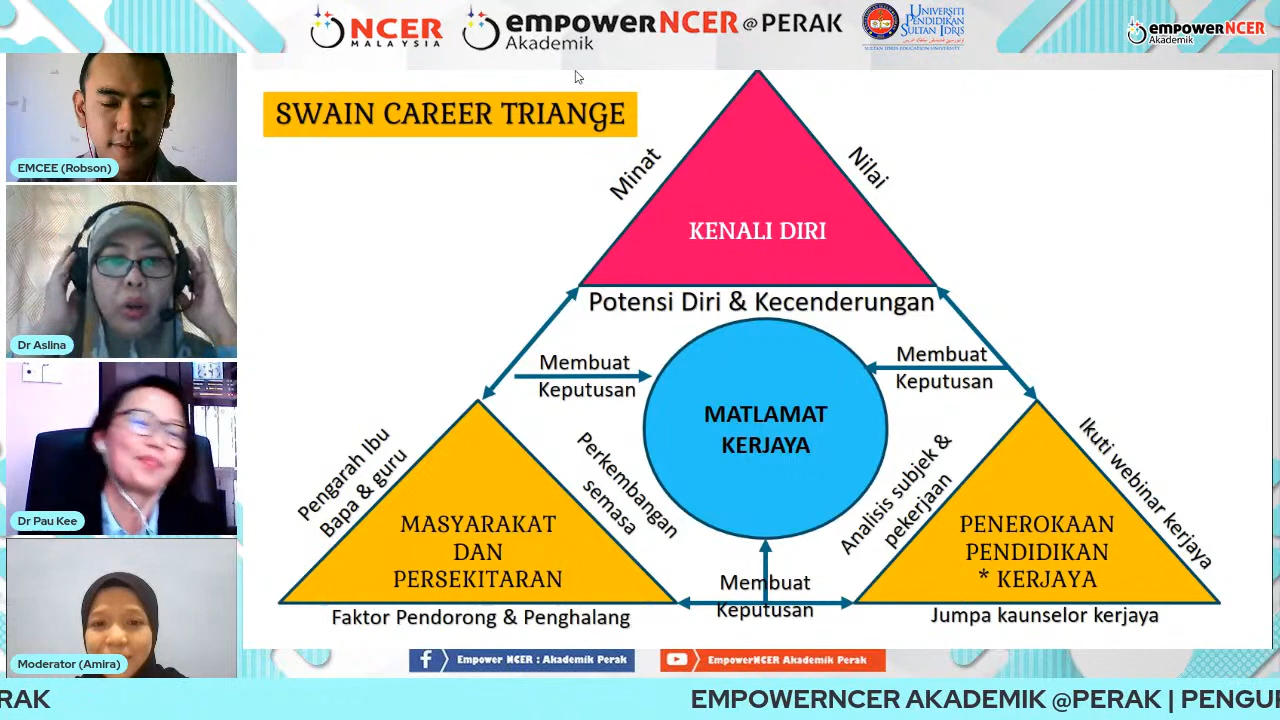 NCER
MALAYSIA
empowerNCER@PERAK
Akademik
UNIVERSITI
PENDIDIKAN
SULTAN IDRIS
SULTAN IDRIS EDUCATION UNIVERSITY
empowerNCER
Akademik
EMCEE (Robson)
Dr Aslina
Dr Pau Kee
Moderator (Amira)
SWAIN CAREER TRIANGE
Minat
Nilai
KENALI DIRI
Potensi Diri & Kecenderungan
Membuat
Keputusan
Membuat
Keputusan
MATLAMAT
KERJAYA
Pengarah Ibu
Bapa & guru
Perkembangan
semasa
Analisis subjek &
pekerjaan
Ikuti webinar kerjaya
MASYARAKAT
DAN
PERSEKITARAN
PENEROKAAN
PENDIDIKAN
* KERJAYA
Membuat
Keputusan
Faktor Pendorong & Penghalang
Jumpa kaunselor kerjaya
Empower NCER : Akademik Perak
EmpowerNCER Akademik Perak
ERAK
EMPOWERNCER AKADEMIK @PERAK | PENGU